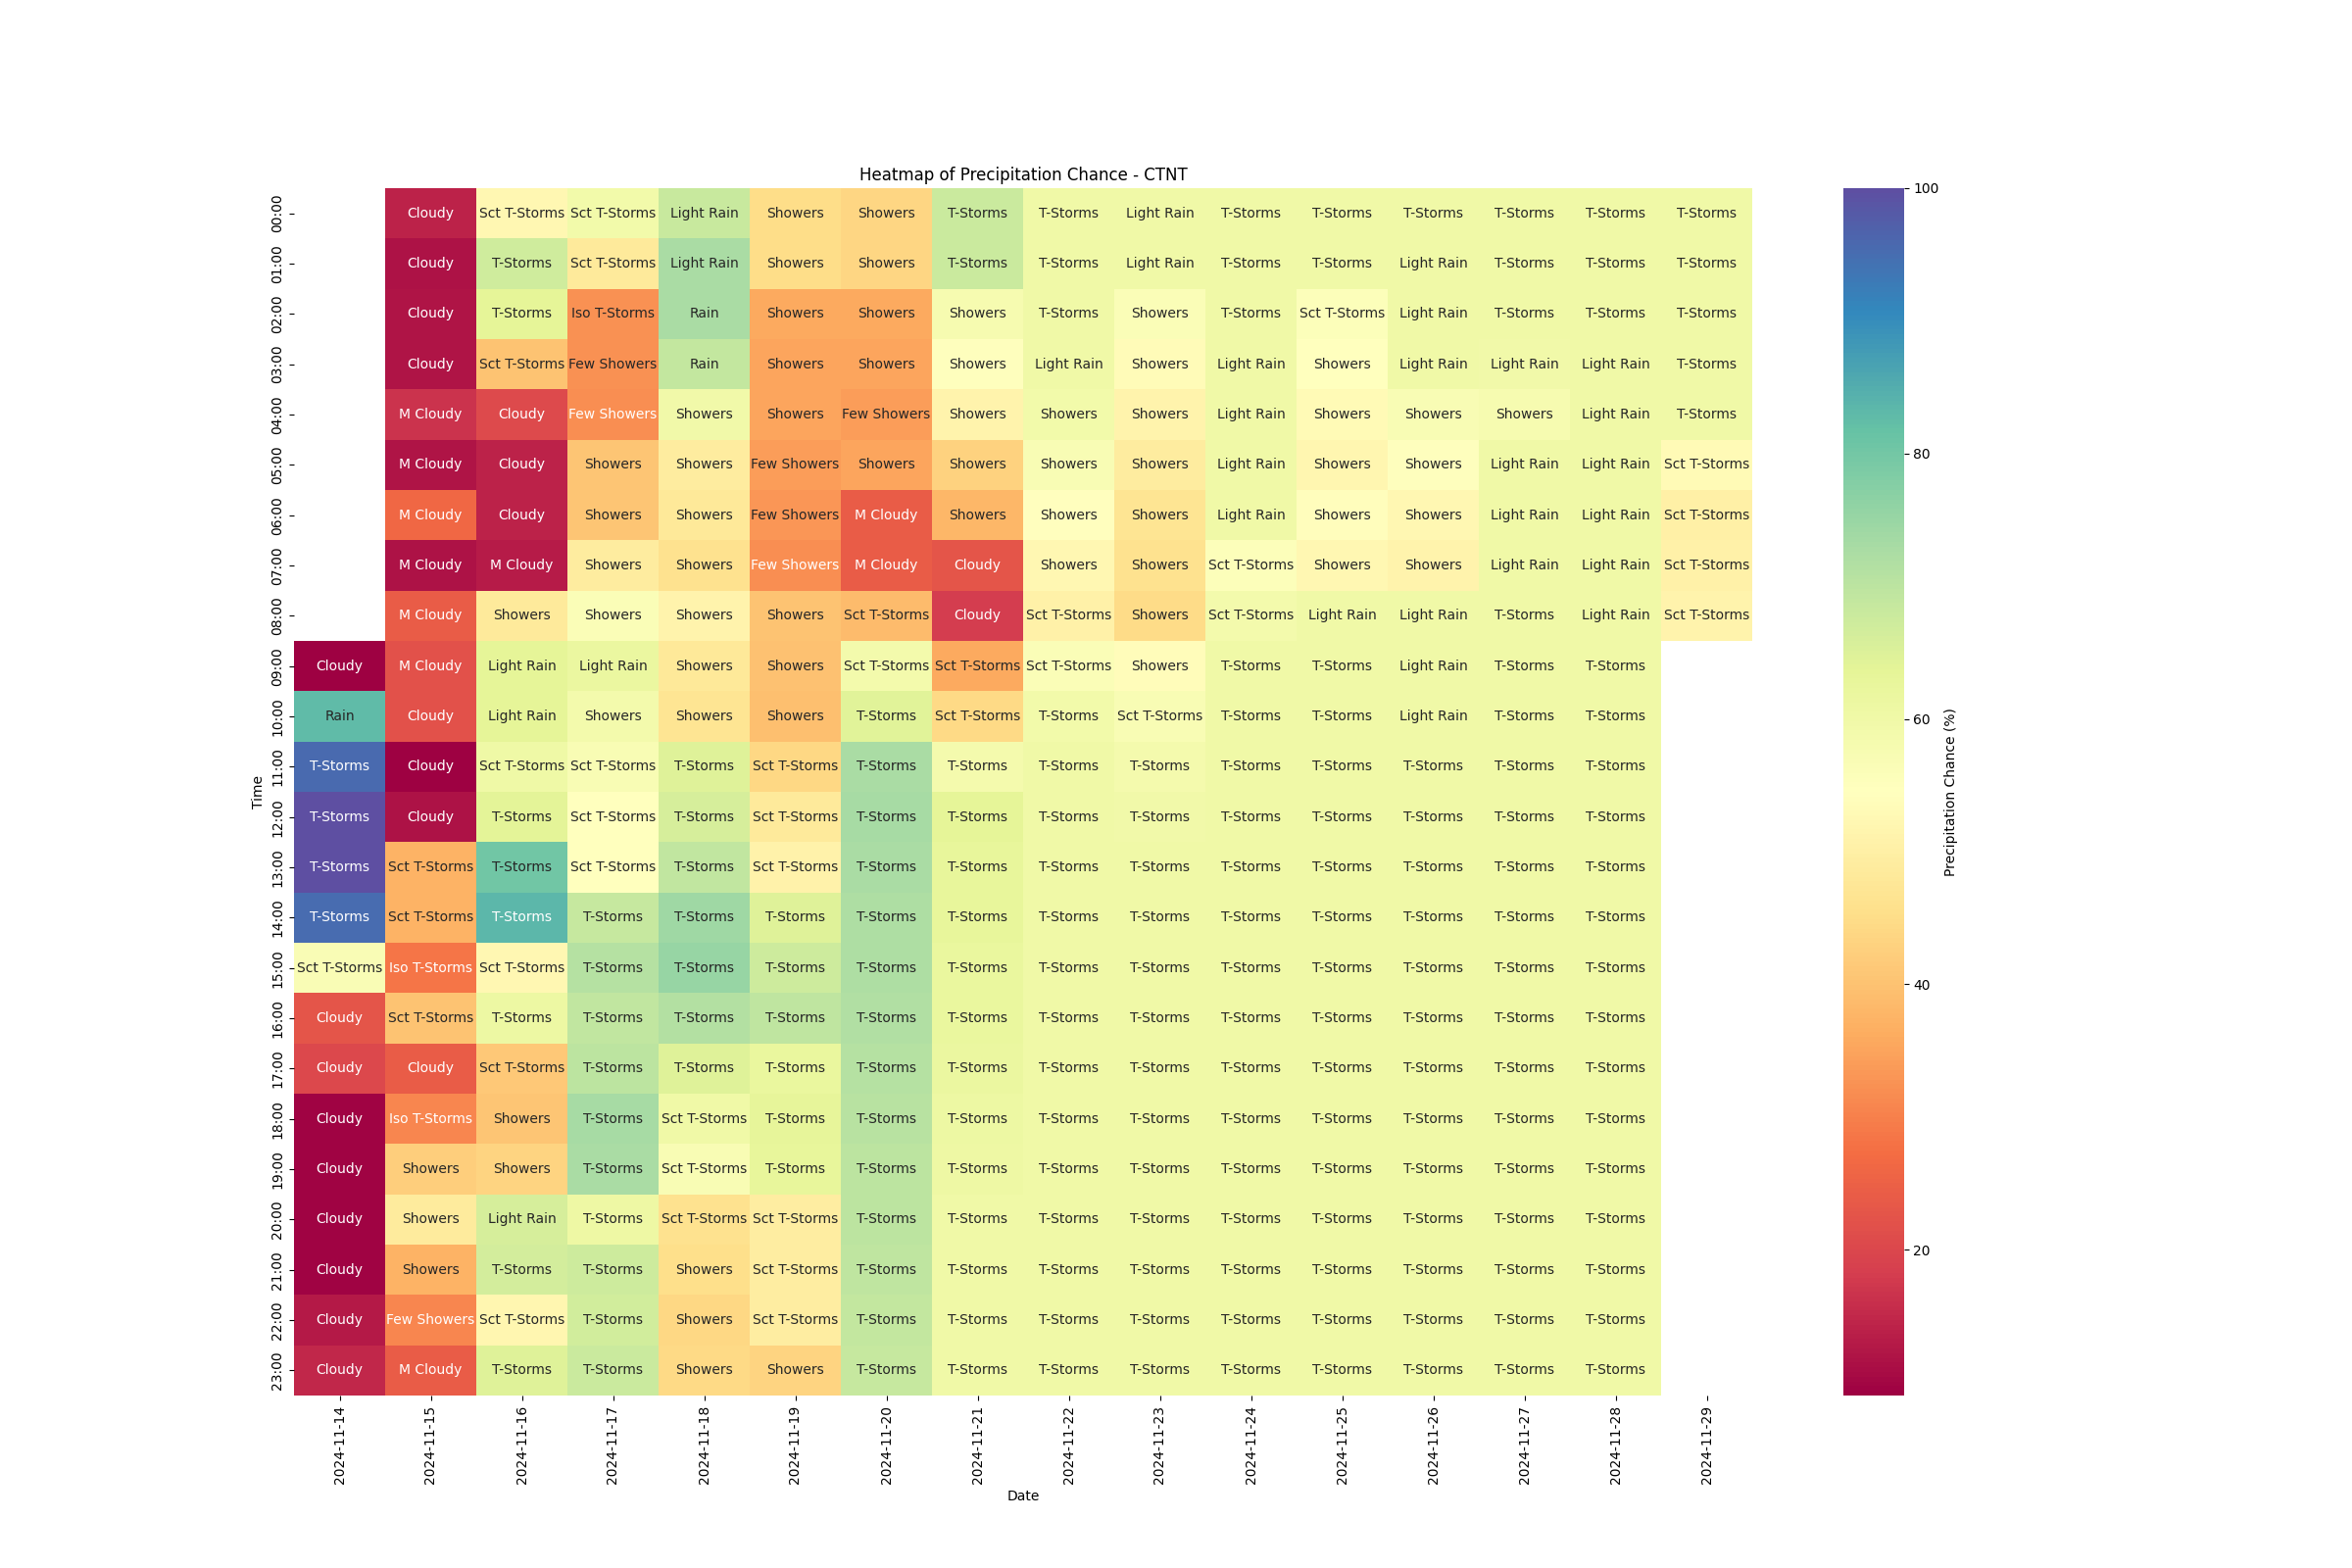 Heatmap of Precipitation Chance - CTNT
00:00 Cloudy Sct T-Storms Sct T-Storms Light Rain Showers Showers T-Storms T-Storms Light Rain T-Storms T-Storms T-Storms T-Storms T-Storms T-Storms
01:00 Cloudy T-Storms Sct T-Storms Light Rain Showers Showers T-Storms T-Storms Light Rain T-Storms T-Storms Light Rain T-Storms T-Storms T-Storms
02:00 Cloudy T-Storms Iso T-Storms Rain Showers Showers Showers T-Storms Showers T-Storms Sct T-Storms Light Rain T-Storms T-Storms T-Storms
03:00 Cloudy Sct T-Storms Few Showers Rain Showers Showers Showers Light Rain Showers Light Rain Showers Light Rain Light Rain Light Rain T-Storms
04:00 M Cloudy Cloudy Few Showers Showers Showers Few Showers Showers Showers Showers Light Rain Showers Showers Showers Light Rain T-Storms
05:00 M Cloudy Cloudy Showers Showers Few Showers Showers Showers Showers Showers Light Rain Showers Showers Light Rain Light Rain Sct T-Storms
06:00 M Cloudy Cloudy Showers Showers Few Showers M Cloudy Showers Showers Showers Light Rain Showers Showers Light Rain Light Rain Sct T-Storms
07:00 M Cloudy M Cloudy Showers Showers Few Showers M Cloudy Cloudy Showers Showers Sct T-Storms Showers Showers Light Rain Light Rain Sct T-Storms
08:00 M Cloudy Showers Showers Showers Showers Sct T-Storms Cloudy Sct T-Storms Showers Sct T-Storms Light Rain Light Rain T-Storms Light Rain Sct T-Storms
09:00 Cloudy M Cloudy Light Rain Light Rain Showers Showers Sct T-Storms Sct T-Storms Sct T-Storms Showers T-Storms T-Storms Light Rain T-Storms T-Storms
10:00 Rain Cloudy Light Rain Showers Showers Showers T-Storms Sct T-Storms T-Storms Sct T-Storms T-Storms T-Storms Light Rain T-Storms T-Storms
11:00 T-Storms Cloudy Sct T-Storms Sct T-Storms T-Storms Sct T-Storms T-Storms T-Storms T-Storms T-Storms T-Storms T-Storms T-Storms T-Storms T-Storms
12:00 T-Storms Cloudy T-Storms Sct T-Storms T-Storms Sct T-Storms T-Storms T-Storms T-Storms T-Storms T-Storms T-Storms T-Storms T-Storms T-Storms
13:00 T-Storms Sct T-Storms T-Storms Sct T-Storms T-Storms Sct T-Storms T-Storms T-Storms T-Storms T-Storms T-Storms T-Storms T-Storms T-Storms T-Storms
14:00 T-Storms Sct T-Storms T-Storms T-Storms T-Storms T-Storms T-Storms T-Storms T-Storms T-Storms T-Storms T-Storms T-Storms T-Storms T-Storms
15:00 Sct T-Storms Iso T-Storms Sct T-Storms T-Storms T-Storms T-Storms T-Storms T-Storms T-Storms T-Storms T-Storms T-Storms T-Storms T-Storms T-Storms
16:00 Cloudy Sct T-Storms T-Storms T-Storms T-Storms T-Storms T-Storms T-Storms T-Storms T-Storms T-Storms T-Storms T-Storms T-Storms T-Storms
17:00 Cloudy Cloudy Sct T-Storms T-Storms T-Storms T-Storms T-Storms T-Storms T-Storms T-Storms T-Storms T-Storms T-Storms T-Storms T-Storms
18:00 Cloudy Iso T-Storms Showers T-Storms Sct T-Storms T-Storms T-Storms T-Storms T-Storms T-Storms T-Storms T-Storms T-Storms T-Storms T-Storms
19:00 Cloudy Showers Showers T-Storms Sct T-Storms T-Storms T-Storms T-Storms T-Storms T-Storms T-Storms T-Storms T-Storms T-Storms T-Storms
20:00 Cloudy Showers Light Rain T-Storms Sct T-Storms Sct T-Storms T-Storms T-Storms T-Storms T-Storms T-Storms T-Storms T-Storms T-Storms T-Storms
21:00 Cloudy Showers T-Storms T-Storms Showers Sct T-Storms T-Storms T-Storms T-Storms T-Storms T-Storms T-Storms T-Storms T-Storms T-Storms
22:00 Cloudy Few Showers Sct T-Storms T-Storms Showers Sct T-Storms T-Storms T-Storms T-Storms T-Storms T-Storms T-Storms T-Storms T-Storms T-Storms
23:00 Cloudy M Cloudy T-Storms T-Storms Showers Showers T-Storms T-Storms T-Storms T-Storms T-Storms T-Storms T-Storms T-Storms T-Storms
Time
2024-11-14 2024-11-15 2024-11-16 2024-11-17 2024-11-18 2024-11-19 2024-11-20 2024-11-21 2024-11-22 2024-11-23 2024-11-24 2024-11-25 2024-11-26 2024-11-27 2024-11-28 2024-11-29
Date
100
80
60
40
20
Precipitation Chance (%)